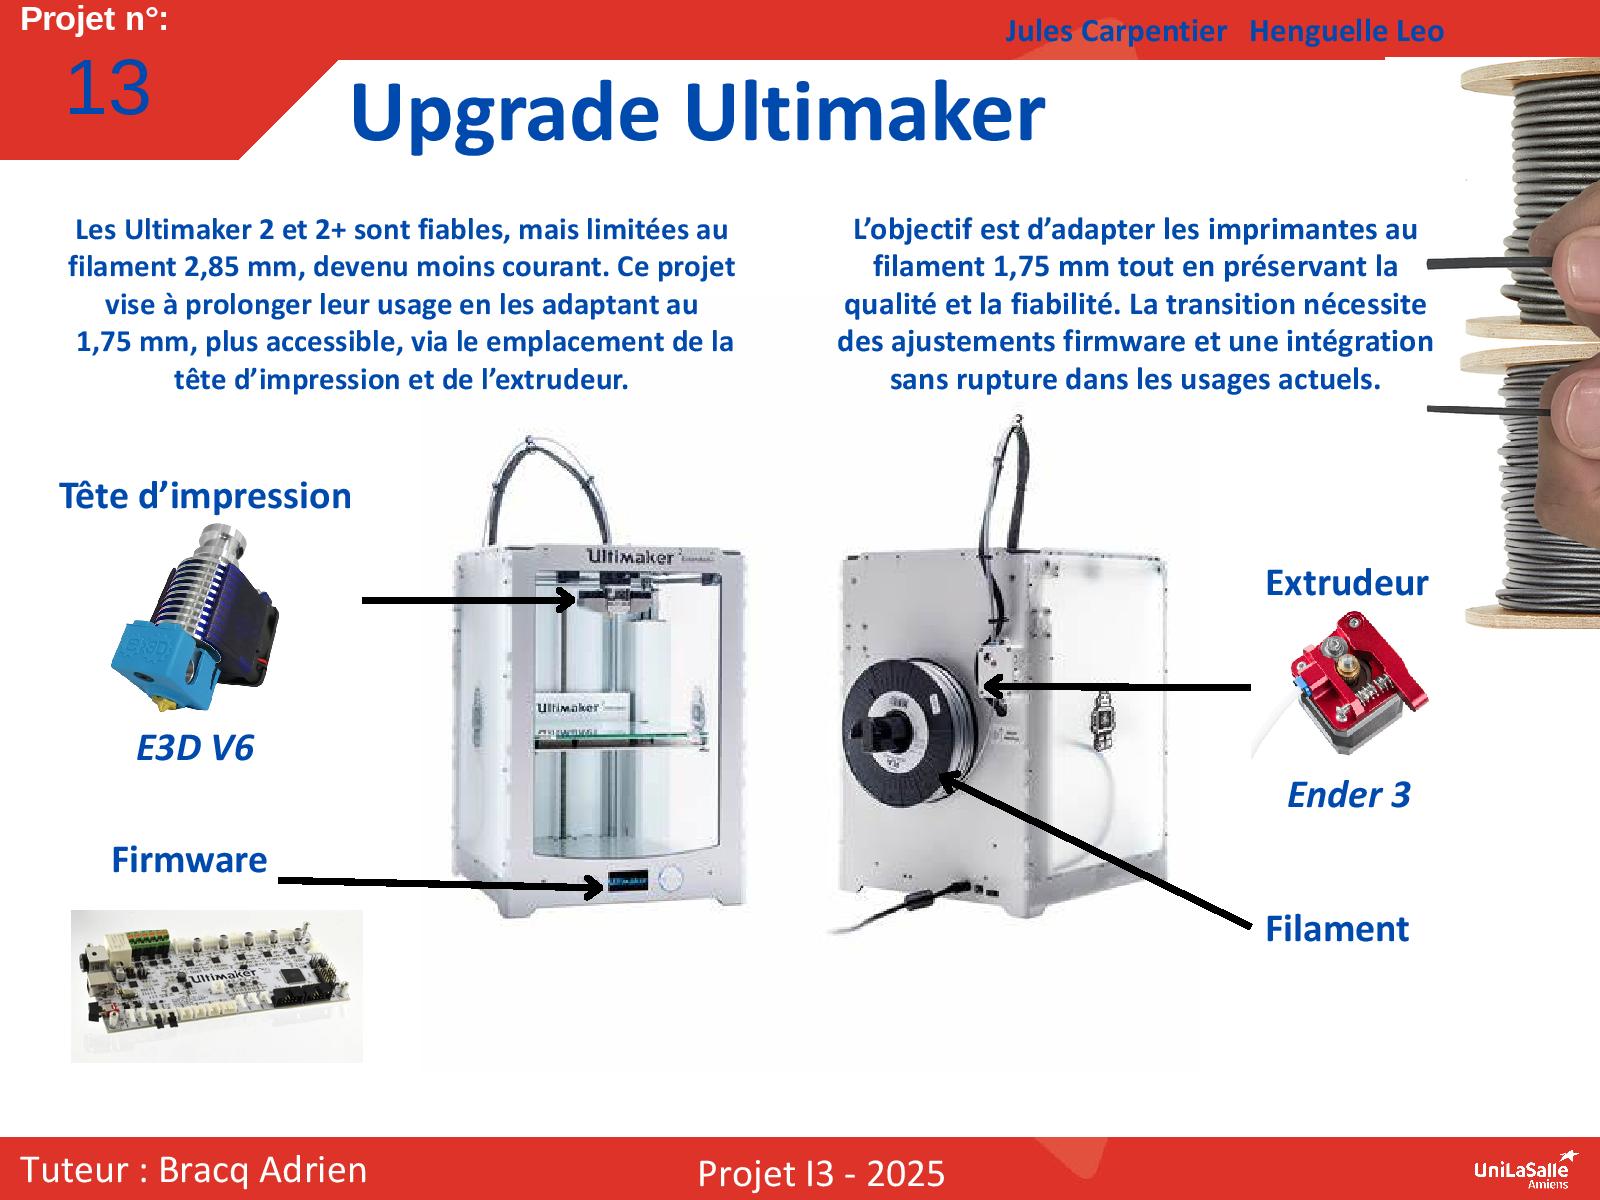 Projet n°:
13
Jules Carpentier Henguelle Leo
Upgrade Ultimaker
Les Ultimaker 2 et 2+ sont fiables, mais limitées au
filament 2,85 mm, devenu moins courant. Ce projet
vise à prolonger leur usage en les adaptant au
1,75 mm, plus accessible, via le emplacement de la
tête d’impression et de l’extrudeur.
L’objectif est d’adapter les imprimantes au
filament 1,75 mm tout en préservant la
qualité et la fiabilité. La transition nécessite
des ajustements firmware et une intégration
sans rupture dans les usages actuels.
Tête d’impression
E3D V6
Firmware
Ultimaker
Ultimaker 2
Ultimaker
Ultimaker
Extrudeur
Ender 3
Filament
Tuteur : Bracq Adrien
Projet I3 - 2025
UniLaSalle
Amiens